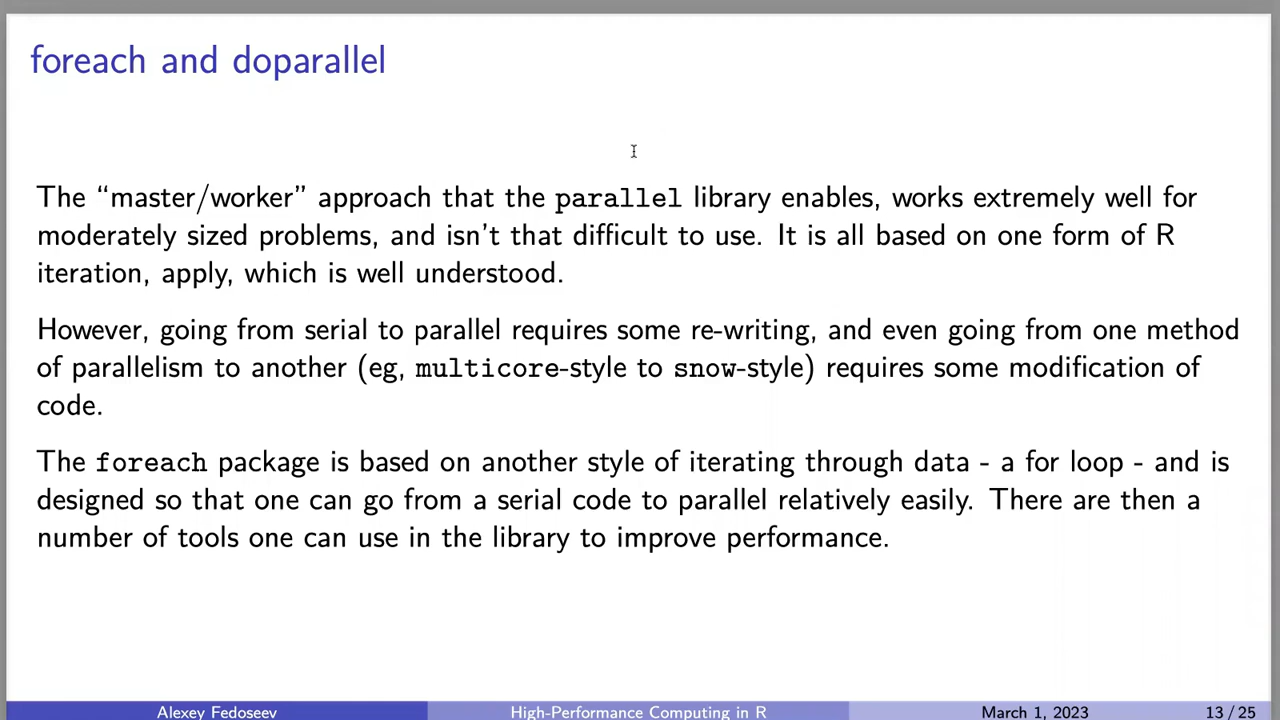 foreach and doparallel
The “master/worker” approach that the parallel library enables, works extremely well for
moderately sized problems, and isn't that difficult to use. It is all based on one form of R
iteration, apply, which is well understood.
However, going from serial to parallel requires some re-writing, and even going from one method
of parallelism to another (eg, multicore-style to snow-style) requires some modification of
code.
The foreach package is based on another style of iterating through data - a for loop - and is
designed so that one can go from a serial code to parallel relatively easily. There are then a
number of tools one can use in the library to improve performance.
Alexey Fedoseev High-Performance Computing in R March 1, 2023 13 / 25